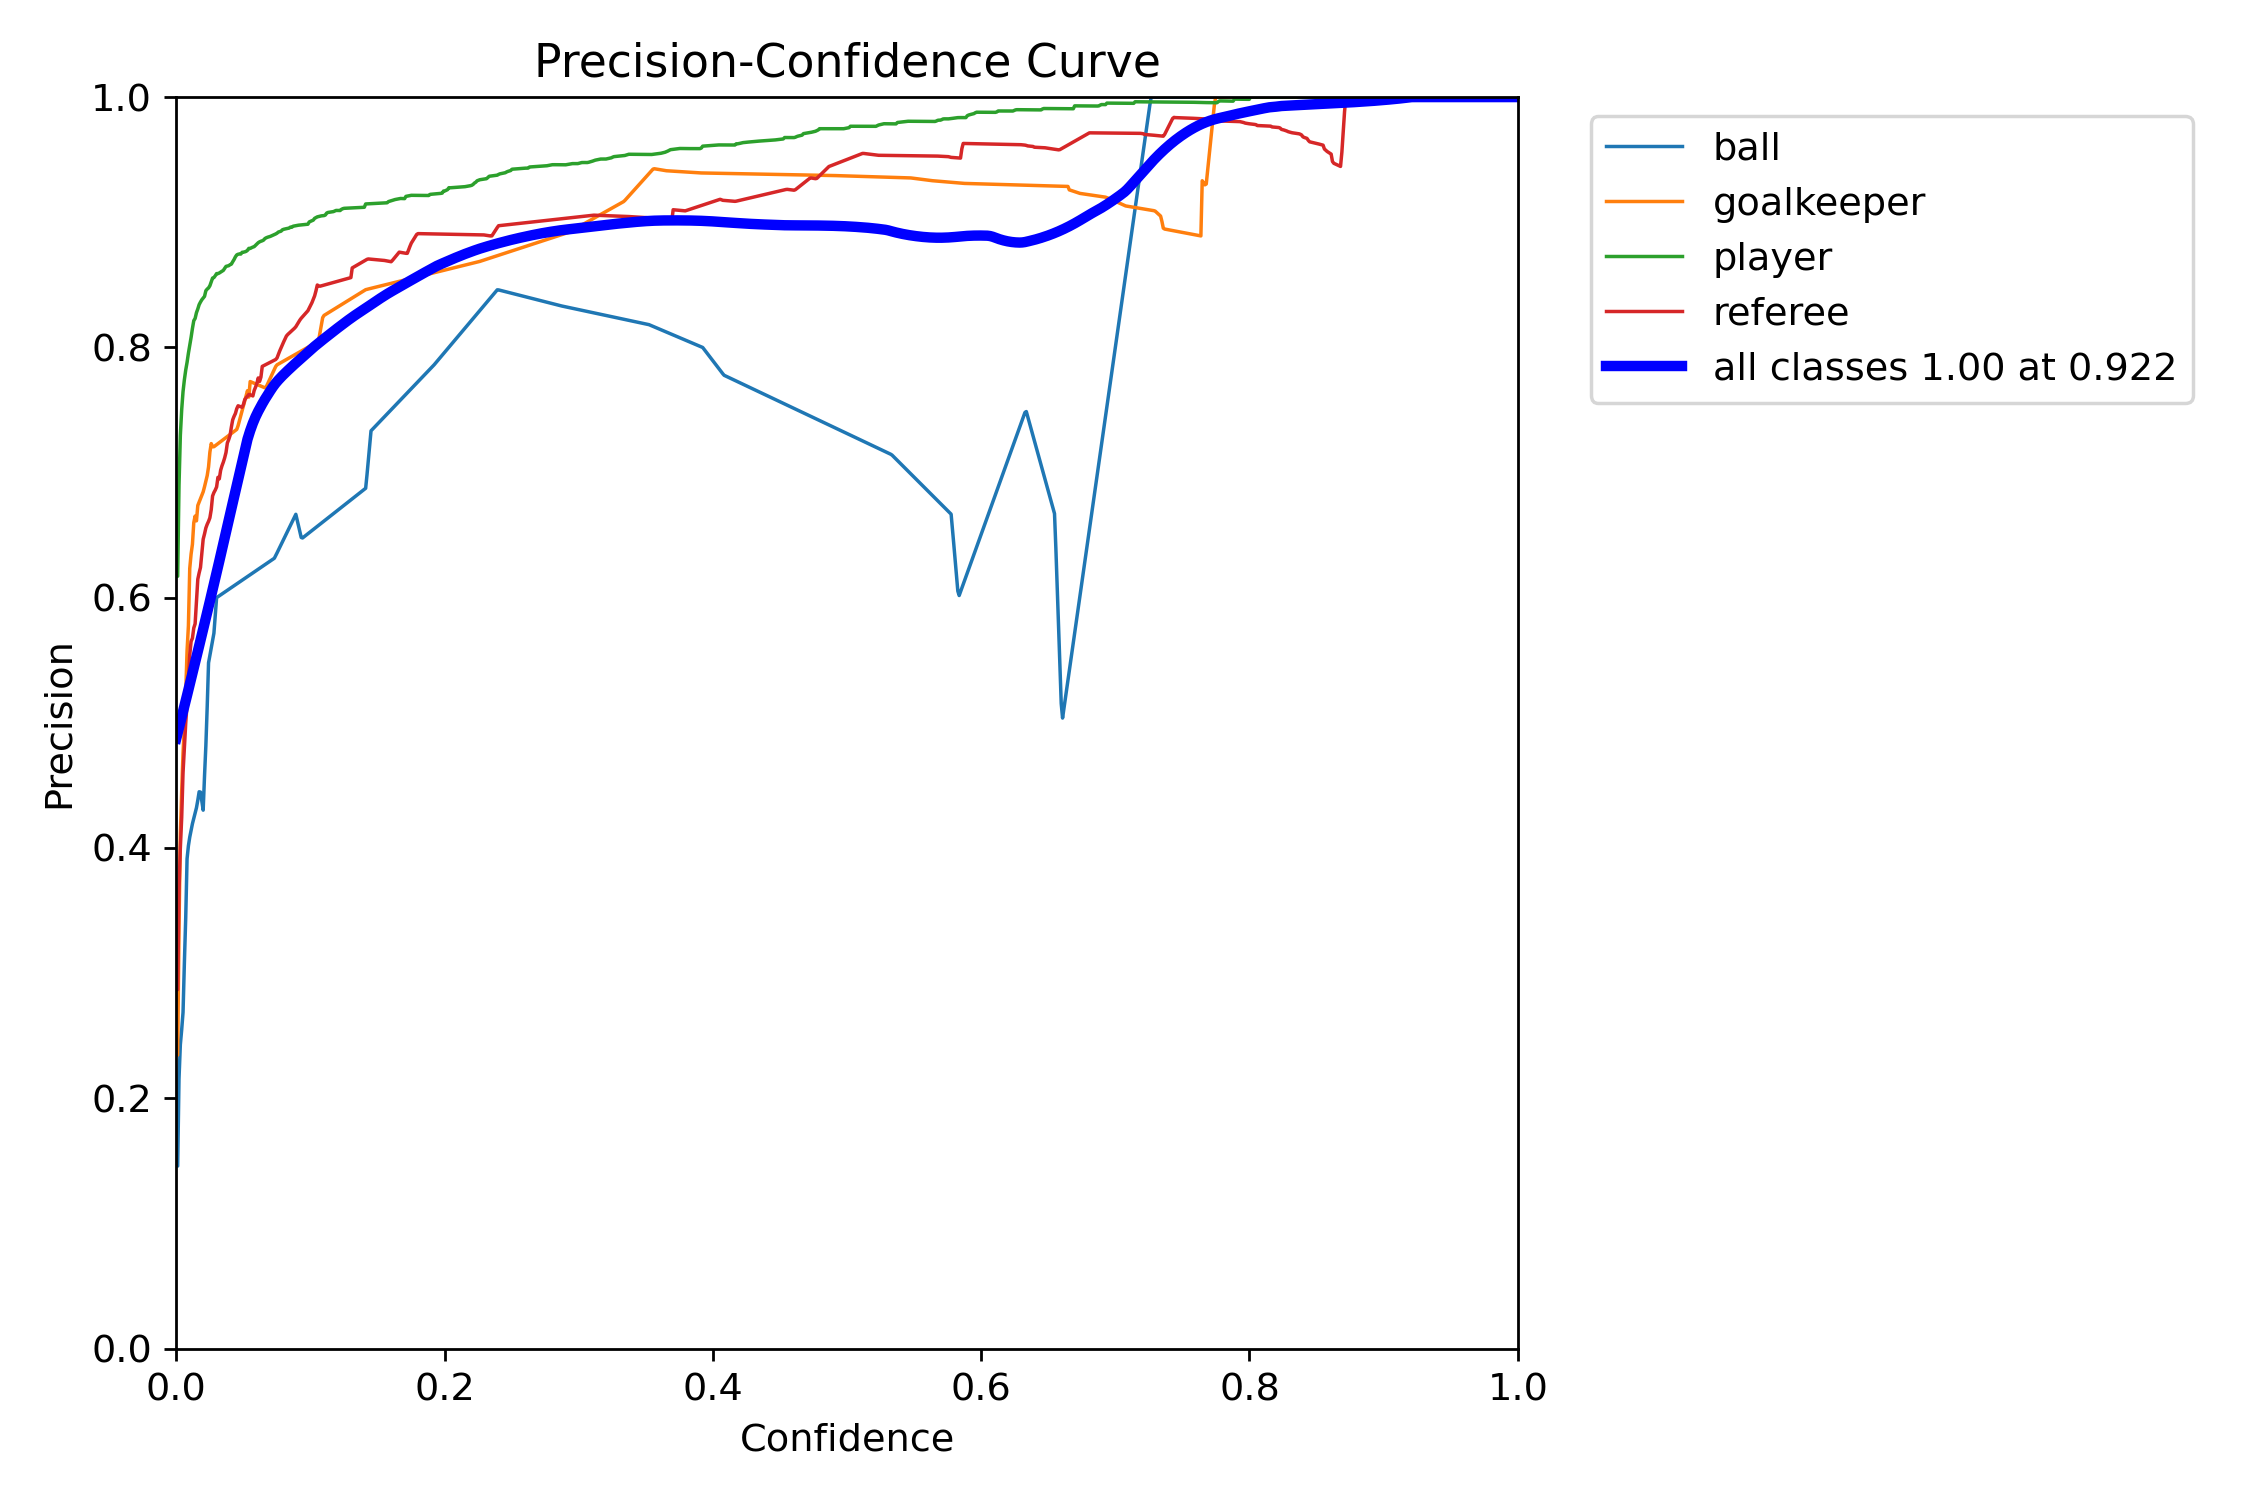 Precision-Confidence Curve
1.0
0.8
0.6
0.4
0.2
0.0
Precision
0.0 0.2 0.4 0.6 0.8 1.0
Confidence
ball
goalkeeper
player
referee
all classes 1.00 at 0.922